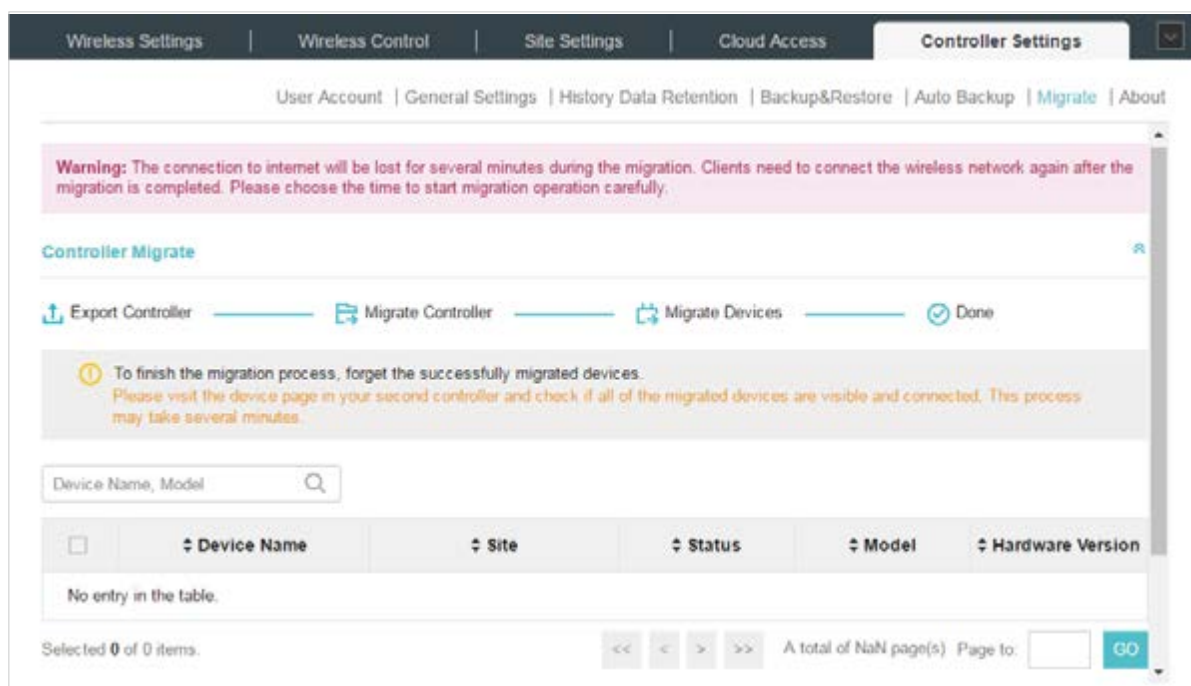 Wireless Settings | Wireless Control | Site Settings | Cloud Access Controller Settings
User Account | General Settings | History Data Retention | Backup&Restore | Auto Backup | Migrate | About
Warning: The connection to internet will be lost for several minutes during the migration. Clients need to connect the wireless network again after the
migration is completed. Please choose the time to start migration operation carefully.
Controller Migrate
Export Controller Migrate Controller Migrate Devices Done
To finish the migration process, forget the successfully migrated devices.
Please visit the device page in your second controller and check if all of the migrated devices are visible and connected. This process
may take several minutes.
Device Name, Model
Device Name Site Status Model Hardware Version
No entry in the table.
Selected 0 of 0 items. << < > >> A total of NaN page(s) Page to: GO